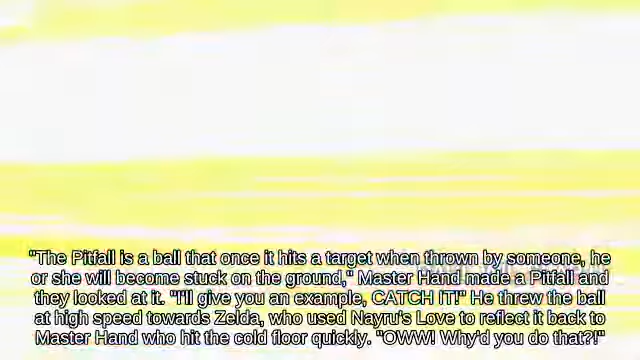 "The Pitfall is a ball that once it hits a target when thrown by someone, he
or she will become stuck on the ground," Master Hand made a Pitfall and
they looked at it. "I'll give you an example, CATCH IT!" He threw the ball
at high speed towards Zelda, who used Nayru's Love to reflect it back to
Master Hand who hit the cold floor quickly. "OWW! Why'd you do that?!"